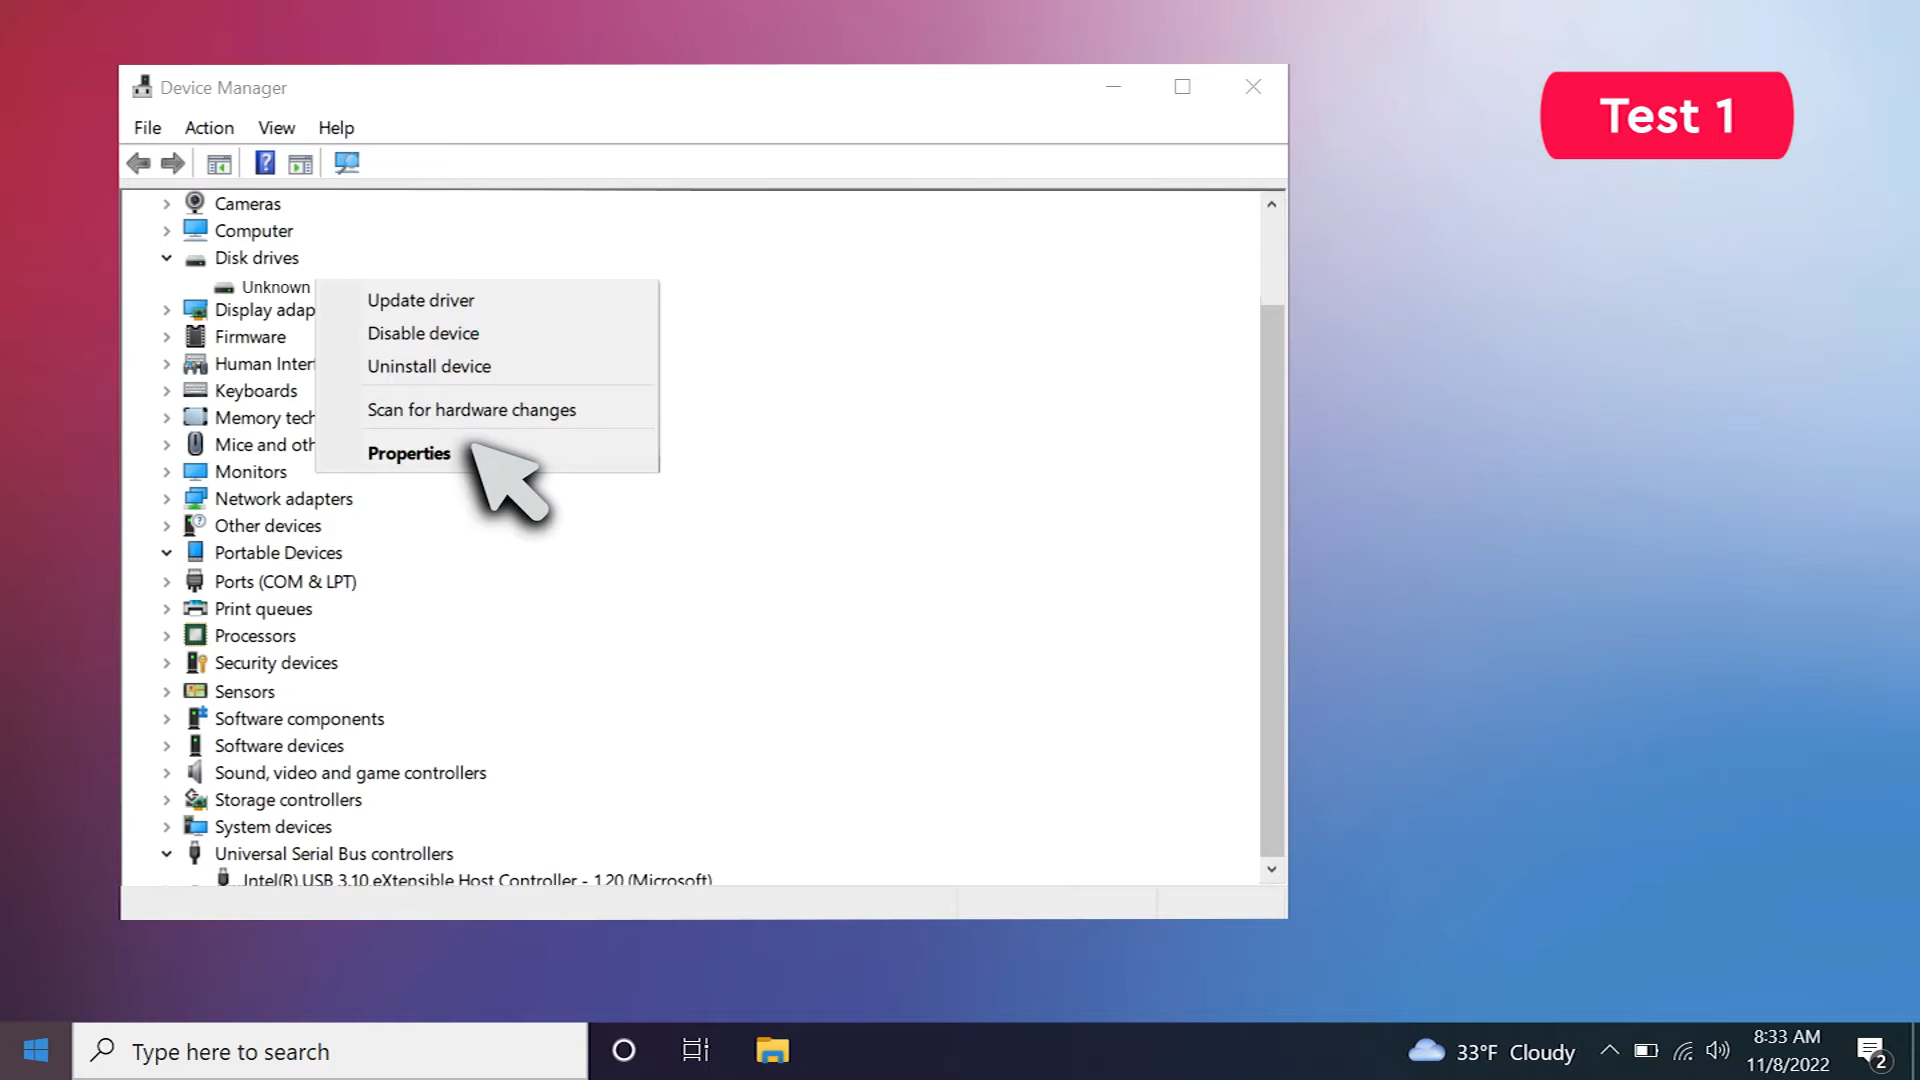 Test 1
Device Manager
File Action View Help
Cameras
Computer
Disk drives
Unknown
Display adap
Firmware
Human Interf
Keyboards
Memory tech
Mice and oth
Monitors
Network adapters
Other devices
Portable Devices
Ports (COM & LPT)
Print queues
Processors
Security devices
Sensors
Software components
Software devices
Sound, video and game controllers
Storage controllers
System devices
Universal Serial Bus controllers
Intel(R) USB 3.10 eXtensible Host Controller - 1.20 (Microsoft)
Update driver
Disable device
Uninstall device
Scan for hardware changes
Properties
Type here to search
33°F Cloudy
8:33 AM
11/8/2022
2